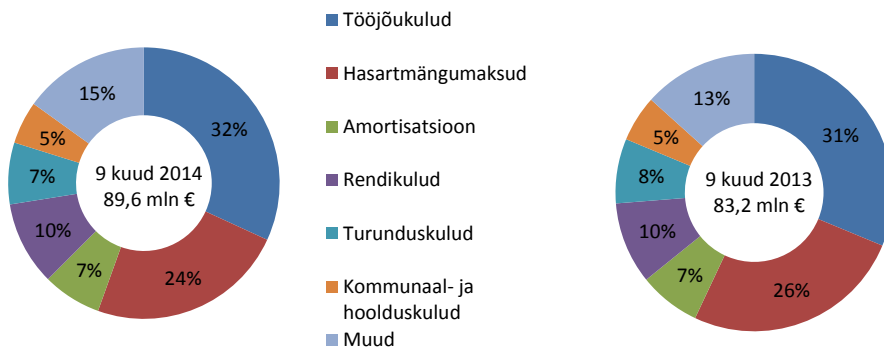 32%
24%
7%
10%
7%
5%
15%
9 kuud 2014
89,6 mln €
Tööjõukulud
Hasartmängumaksud
Amortisatsioon
Rendikulud
Turunduskulud
Kommunaal- ja
hoolduskulud
Muud
31%
26%
7%
10%
8%
5%
13%
9 kuud 2013
83,2 mln €